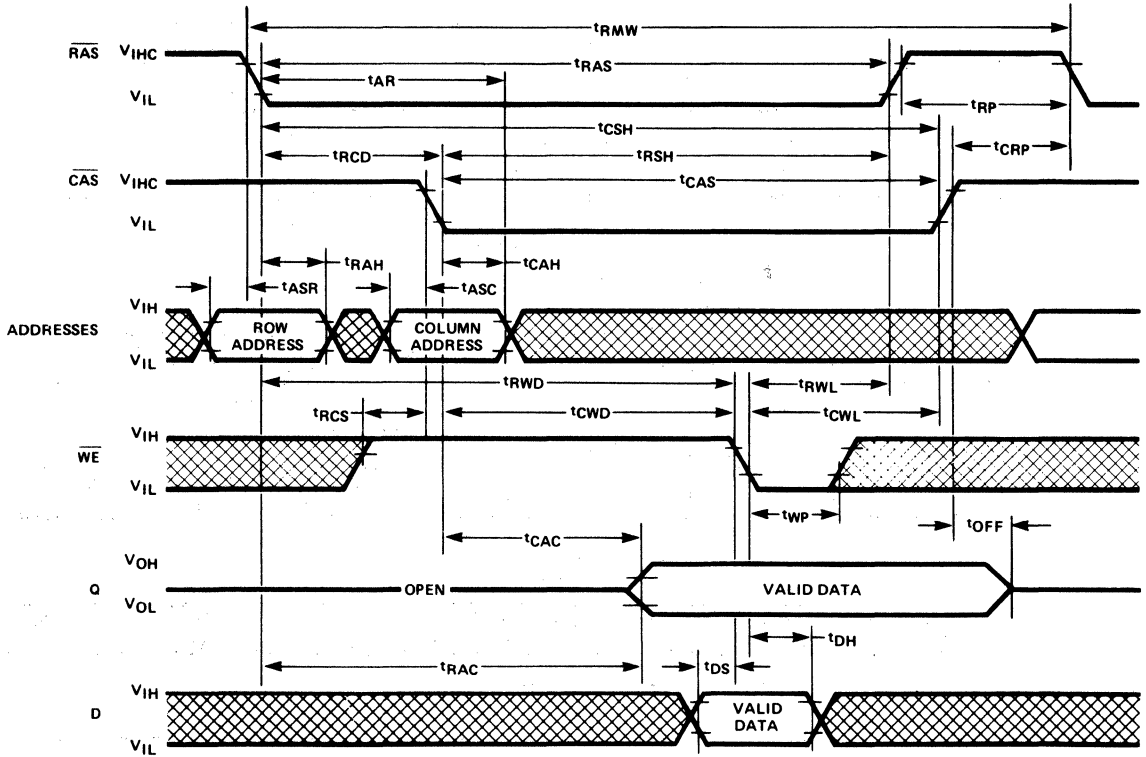 tRMW
RAS VIHC
VIL
tRAS
tAR
tRP
tCSH
tCRP
tRCD tRSH
CAS VIHC
VIL
tCAS
tRAH tCAH
tASR tASC
ADDRESSES VIH
VIL
ROW ADDRESS
COLUMN ADDRESS
tRWD tRWL
tRCS tCWD tCWL
WE VIH
VIL
tWP
tOFF
tCAC
Q VOH
VOL
OPEN
VALID DATA
tDH
tRAC tDS
D VIH
VIL
VALID DATA